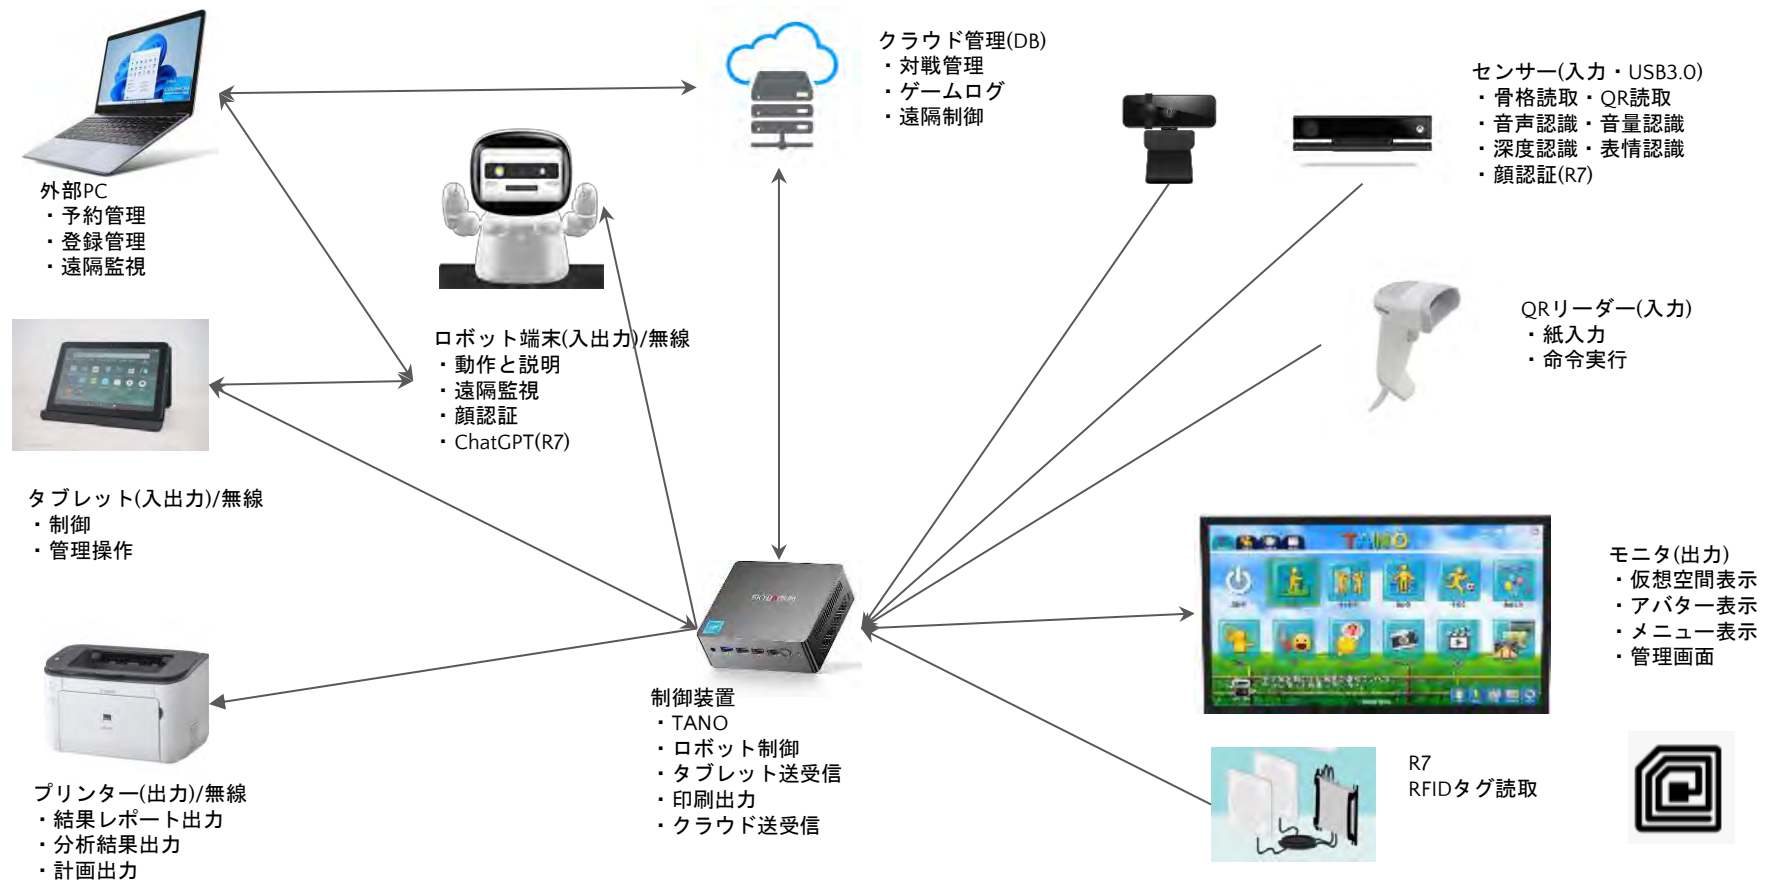 クラウド管理(DB)
・対戦管理
・ゲームログ
・遠隔制御
センサー(入力・USB3.0)
・骨格読取・QR読取
・音声認識・音量認識
・深度認識・表情認識
・顔認証(R7)
外部PC
・予約管理
・登録管理
・遠隔監視
ロボット端末(入出力)/無線
・動作と説明
・遠隔監視
・顔認証
・ChatGPT(R7)
QRリーダー(入力)
・紙入力
・命令実行
タブレット(入出力)/無線
・制御
・管理操作
TANO
モニタ(出力)
・仮想空間表示
・アバター表示
・メニュー表示
・管理画面
制御装置
・TANO
・ロボット制御
・タブレット送受信
・印刷出力
・クラウド送受信
R7
RFIDタグ読取
プリンター(出力)/無線
・結果レポート出力
・分析結果出力
・計画出力